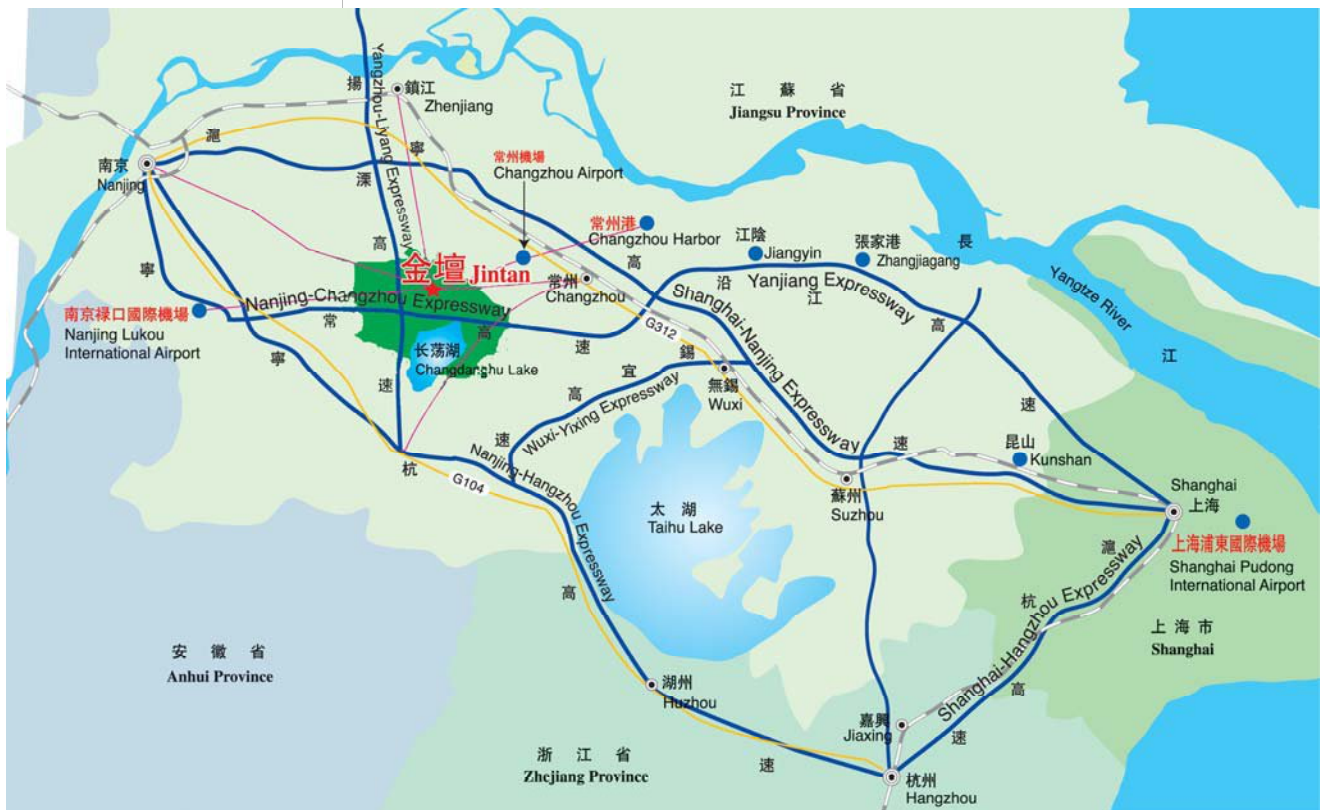 江蘇省
Jiangsu Province
鎮江
Zhenjiang
揚
Yangzhou-Liyang Expressway
溧
高
速
滬
寧
高
速
Shanghai-Nanjing Expressway
南京
Nanjing
常州機場
Changzhou Airport
常州港
Changzhou Harbor
江陰
Jiangyin
張家港
Zhangjiagang
長
江
Yangtze River
金壇 Jintan
常州
Changzhou
沿
江
高
速
Yanjiang Expressway
寧
常
高
速
Nanjing-Changzhou Expressway
南京禄口國際機場
Nanjing Lukou
International Airport
G312
长荡湖
Changdanghu Lake
錫
宜
高
速
Wuxi-Yixing Expressway
無錫
Wuxi
寧
杭
高
速
Nanjing-Hangzhou Expressway
G104
昆山
Kunshan
蘇州
Suzhou
太湖
Taihu Lake
Shanghai
上海
上海浦東國際機場
Shanghai Pudong
International Airport
滬
杭
高
速
Shanghai-Hangzhou Expressway
上海市
Shanghai
安徽省
Anhui Province
湖州
Huzhou
嘉興
Jiaxing
浙江省
Zhejiang Province
杭州
Hangzhou